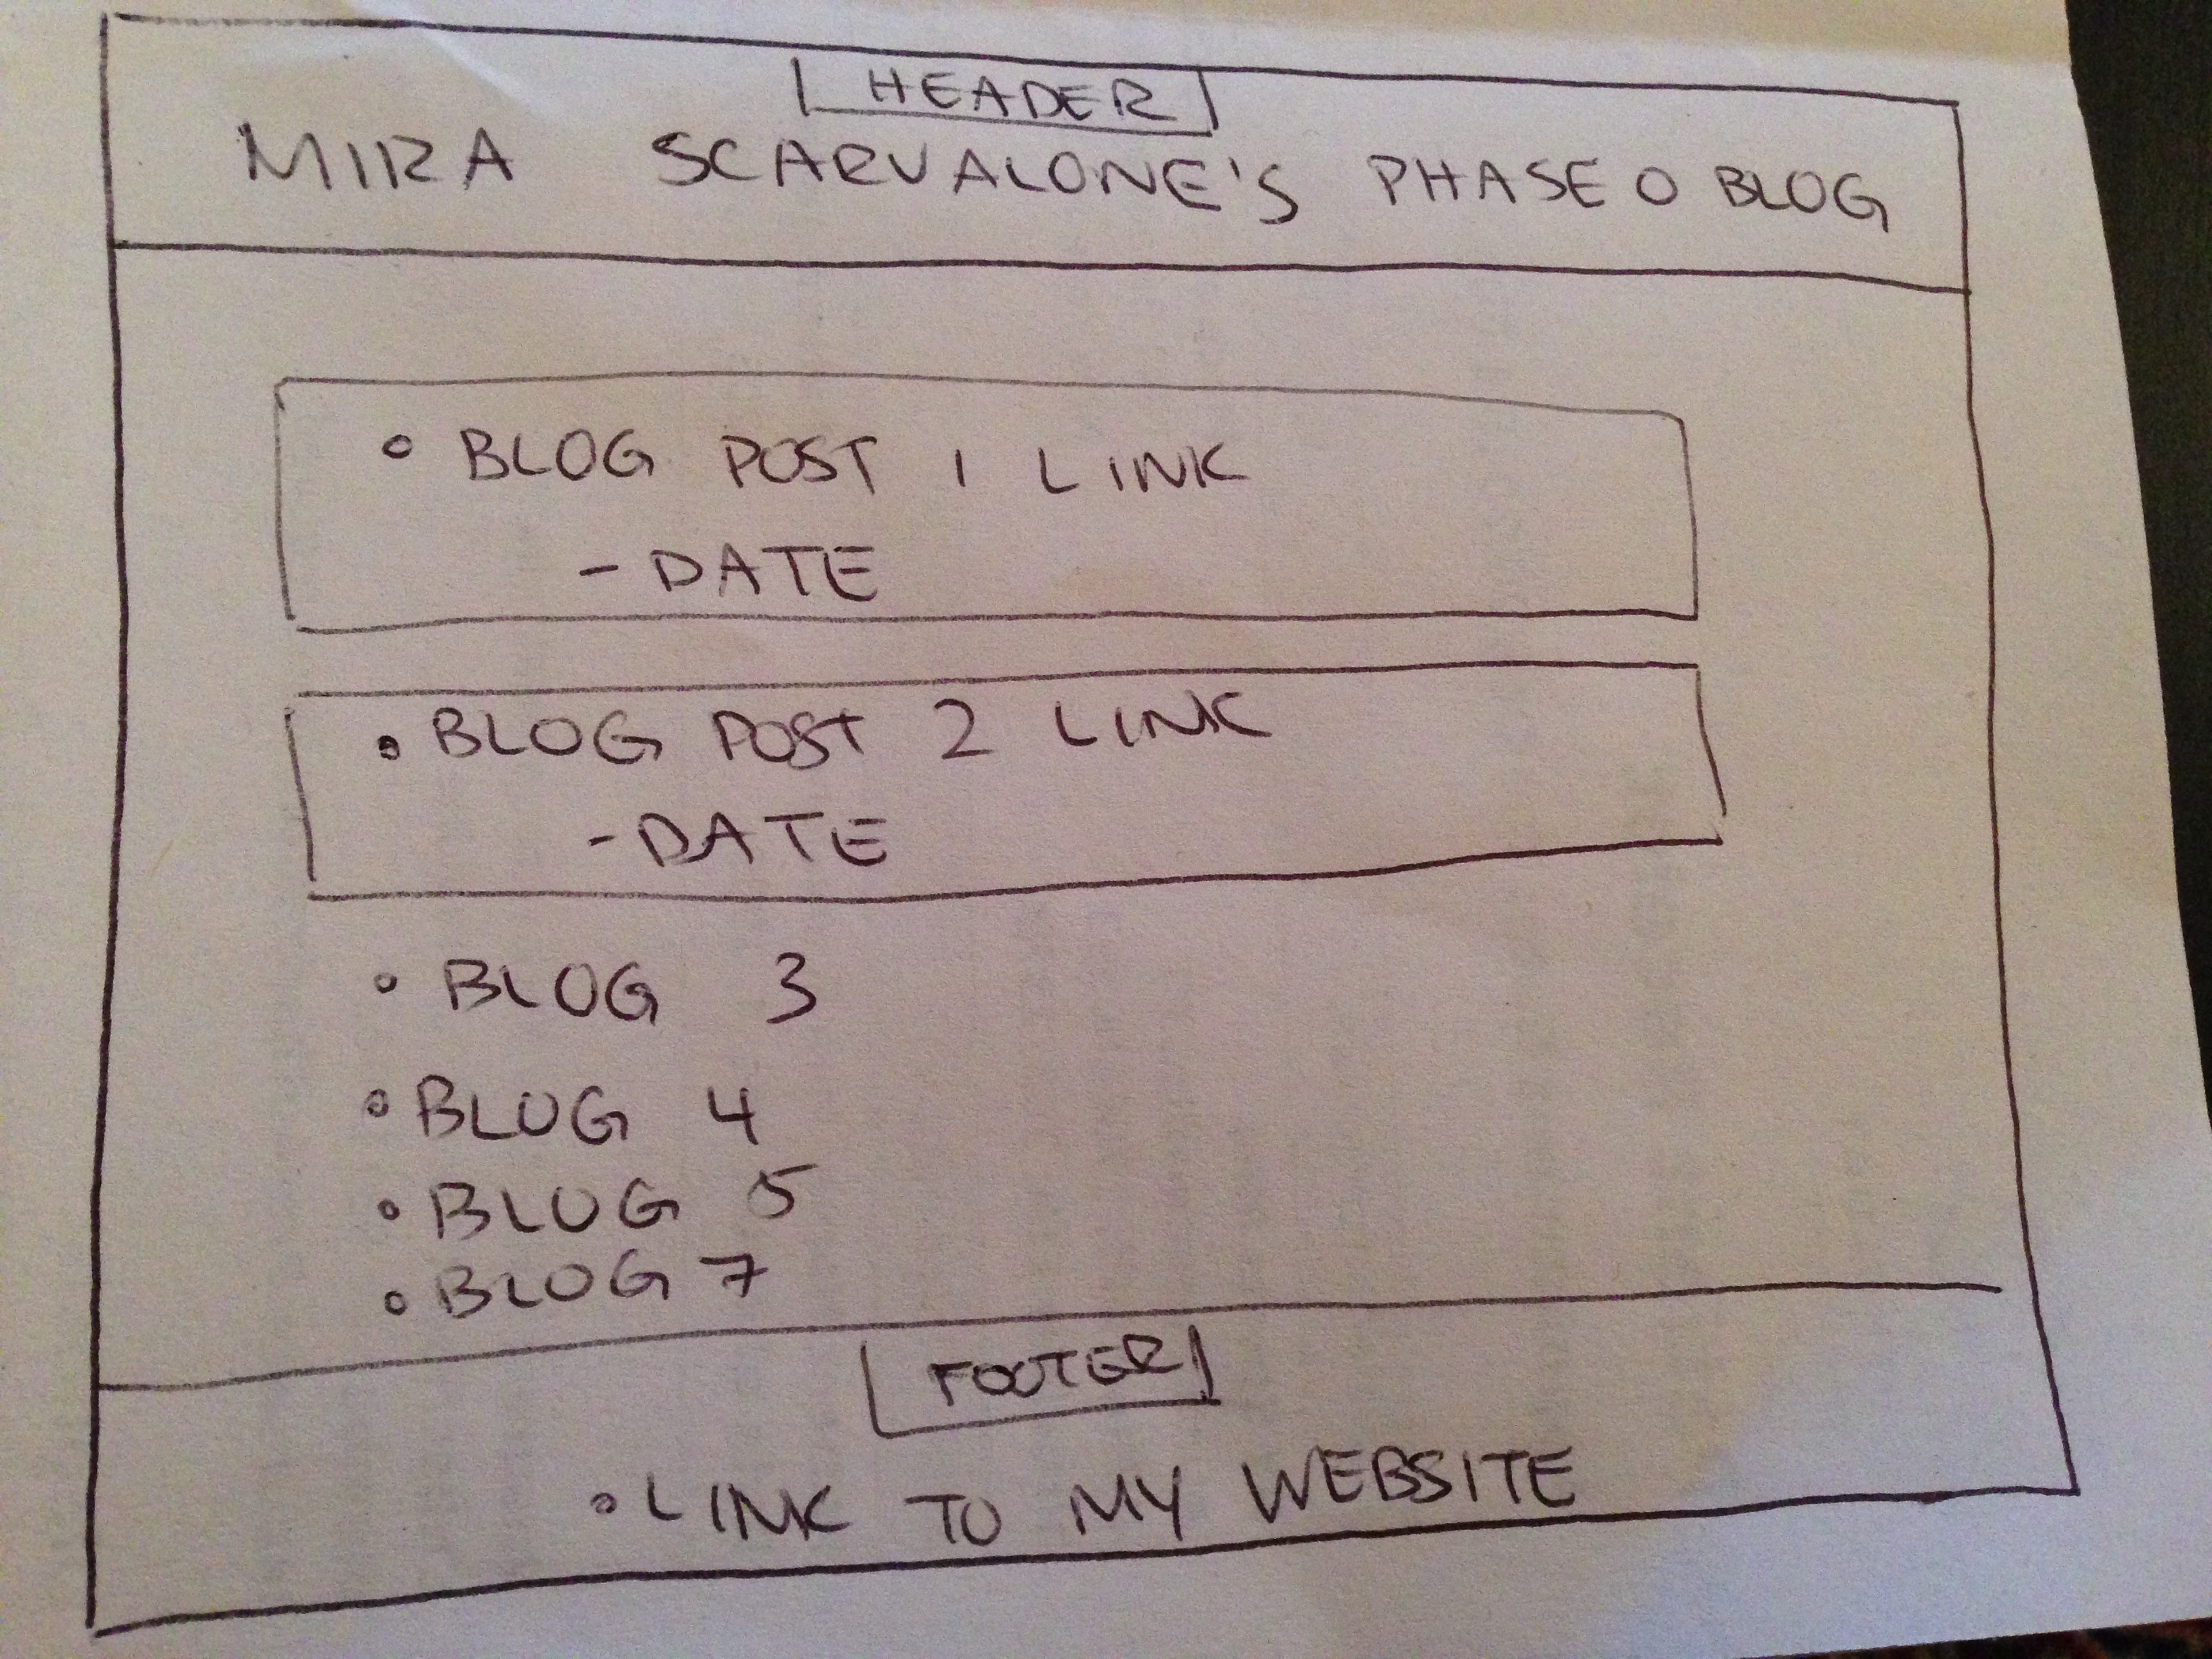 HEADER
MIRA SCARVALONE'S PHASE 0 BLOG
• BLOG POST 1 LINK
- DATE
• BLOG POST 2 LINK
- DATE
• BLOG 3
• BLOG 4
• BLOG 5
• BLOG 7
FOOTER
• LINK TO MY WEBSITE